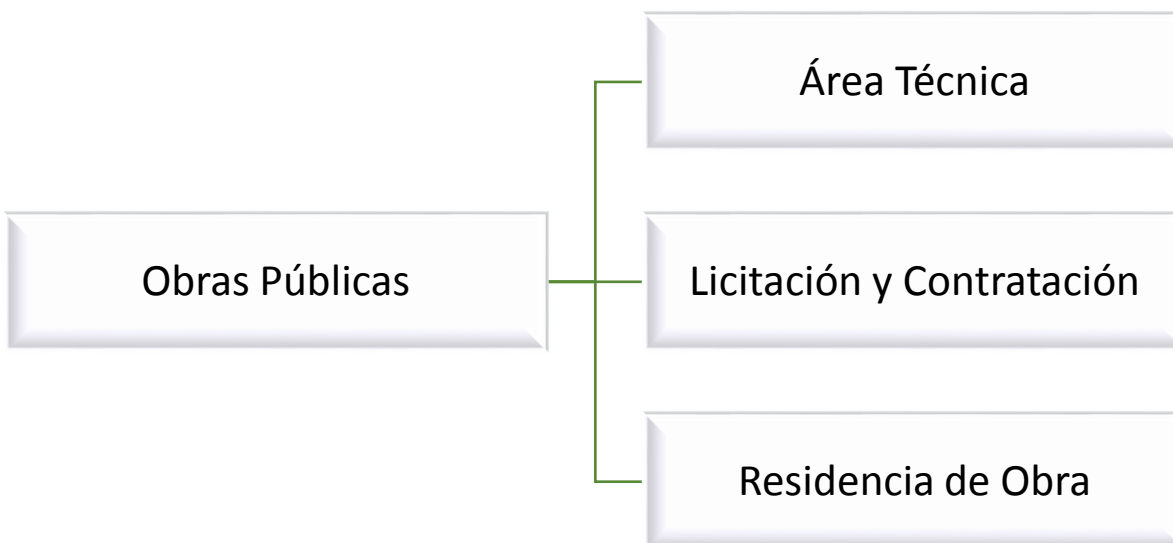 Área Técnica
Obras Públicas
Licitación y Contratación
Residencia de Obra